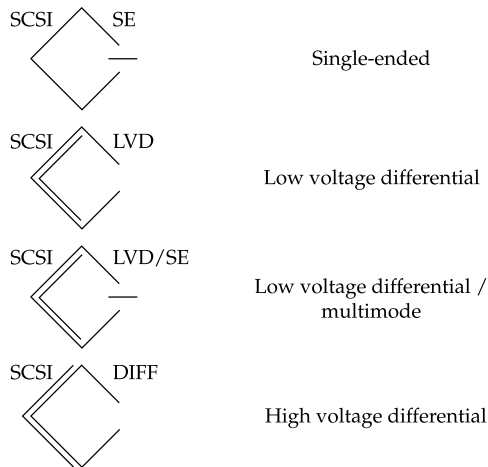 SCSI SE
Single-ended
SCSI LVD
Low voltage differential
SCSI LVD/SE
Low voltage differential /
multimode
SCSI DIFF
High voltage differential